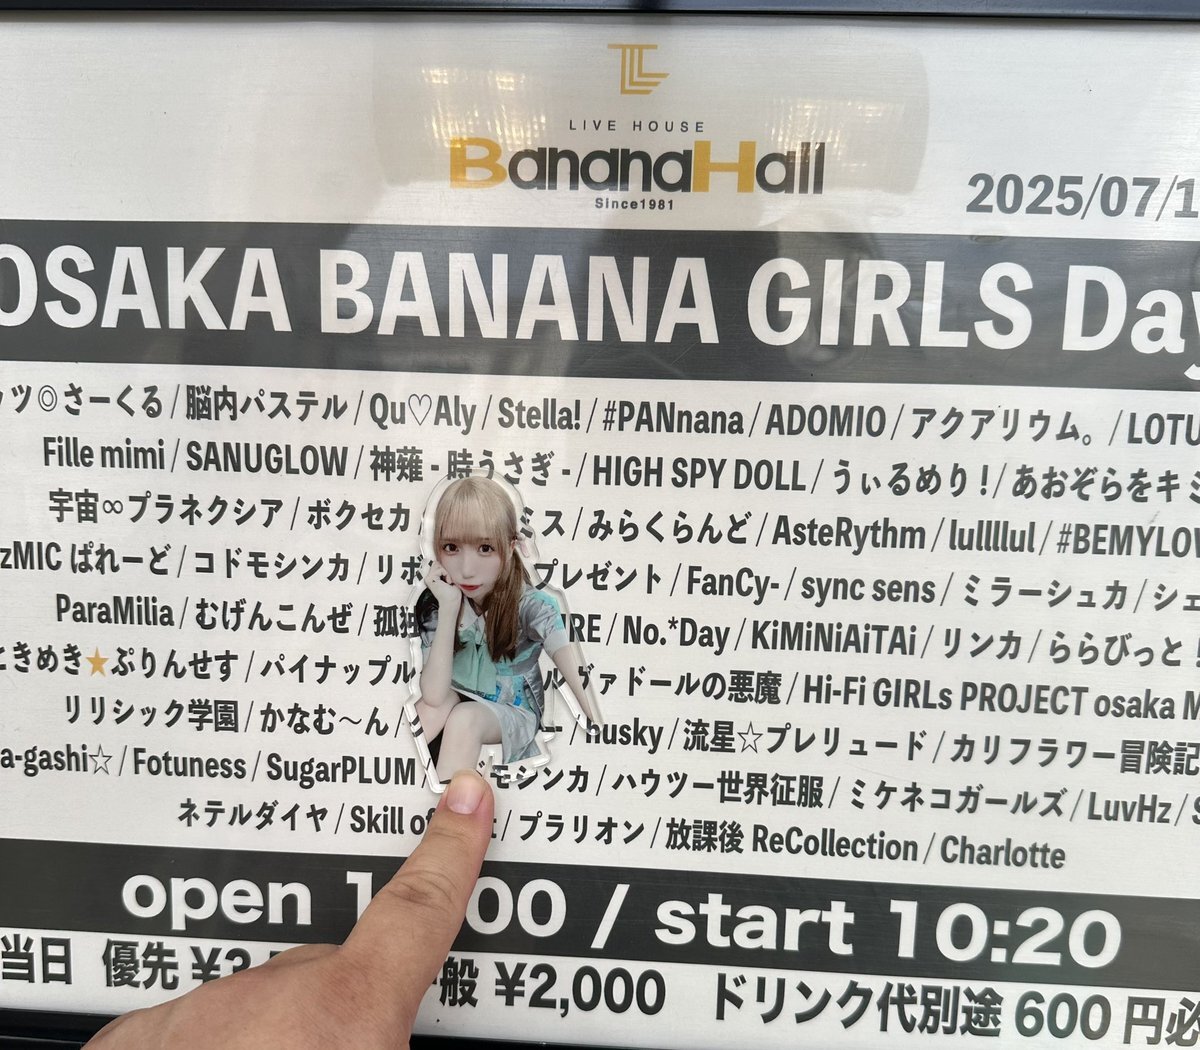 LIVE HOUSE
BananaHall
Since1981
2025/07/1
OSAKA BANANA GIRLS Day
ッツ◎さーくる/脳内パステル/Qu♡Aly/Stella!/#PANnana/ADOMIO/アクアリウム。/LOTU
Fille mimi/SANUGLOW/神薙 - 時うさぎ -/HIGH SPY DOLL/うぃるめり!/あおぞらをキミ
宇宙∞プラネクシア/ボクセカ ミス/みらくらんど/AsteRythm/lullllul/#BEMYLOV
zMIC ぱれーど/コドモシンカ/リボ プレゼント/FanCy-/sync sens/ミラーシュカ/シェ
ParaMilia/むげんこんぜ/孤独 RE/No.*Day/KiMiNiAiTAi/リンカ/ららびっと!
ときめき★ぷりんせす/パイナップル ルヴァドールの悪魔/Hi-Fi GIRLs PROJECT osaka M
リリシック学園/かなむ～ん/ ー/husky/流星☆プレリュード/カリフラワー冒険記
a-gashi☆/Fotuness/SugarPLUM/ モシンカ/ハウツー世界征服/ミケネコガールズ/LuvHz/S
ネテルダイヤ/Skill of t/プラリオン/放課後 ReCollection/Charlotte
open 1 00 / start 10:20
当日 優先 ¥3, 一般 ¥2,000 ドリンク代別途 600 円必